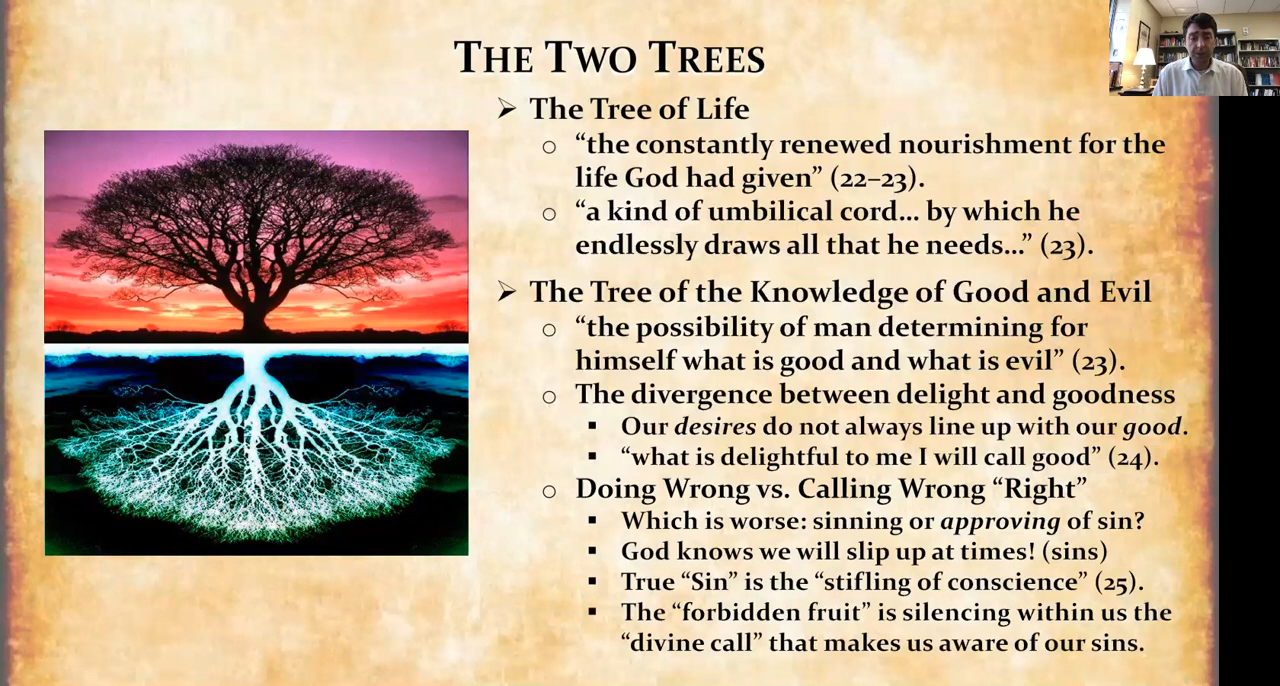 THE TWO TREES
➢ The Tree of Life
○ “the constantly renewed nourishment for the
life God had given” (22–23).
○ “a kind of umbilical cord… by which he
endlessly draws all that he needs…” (23).
➢ The Tree of the Knowledge of Good and Evil
○ “the possibility of man determining for
himself what is good and what is evil” (23).
○ The divergence between delight and goodness
▪ Our desires do not always line up with our good.
▪ “what is delightful to me I will call good” (24).
○ Doing Wrong vs. Calling Wrong “Right”
▪ Which is worse: sinning or approving of sin?
▪ God knows we will slip up at times! (sins)
▪ True “Sin” is the “stifling of conscience” (25).
▪ The “forbidden fruit” is silencing within us the
“divine call” that makes us aware of our sins.